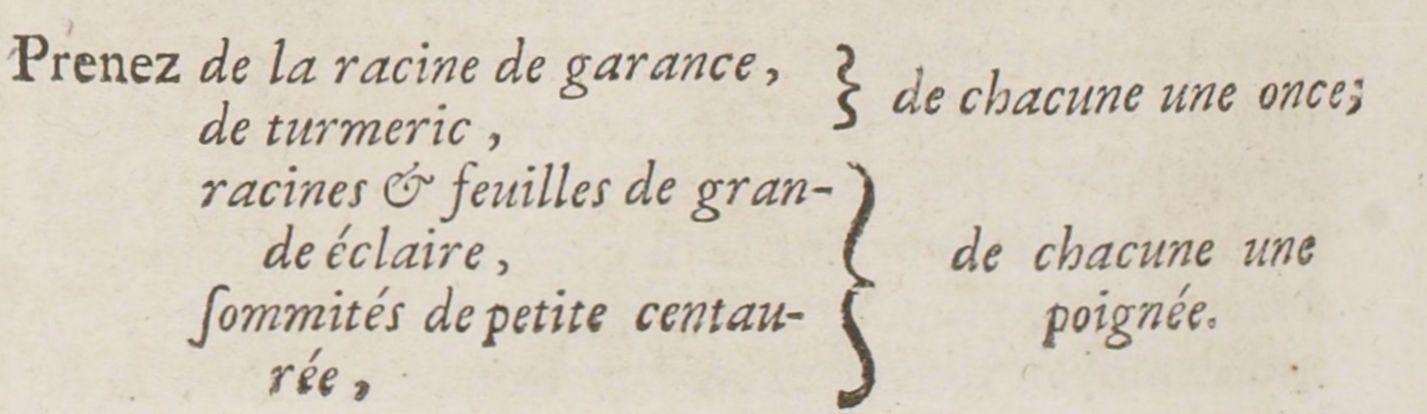 Prenez de la racine de garance,
de turmeric,
} de chacune une once;
racines & feuilles de gran-
de éclaire,
ſommités de petite centau-
rée,
} de chacune une
poignée.